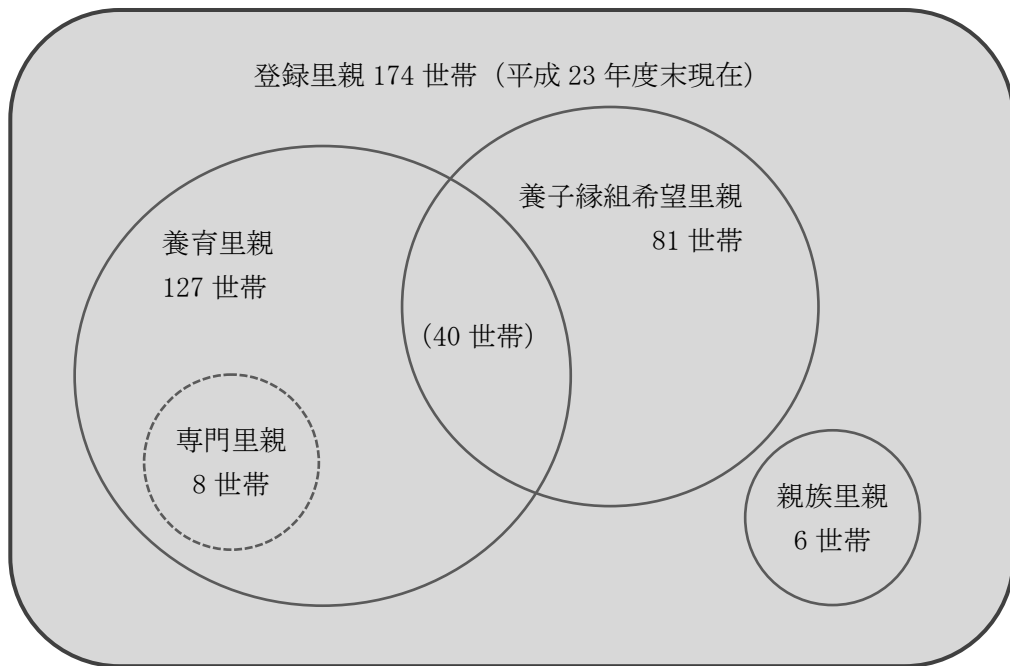 登録里親 174 世帯（平成 23 年度末現在）
養子縁組希望里親
81 世帯
養育里親
127 世帯
（40 世帯）
専門里親
8 世帯
親族里親
6 世帯